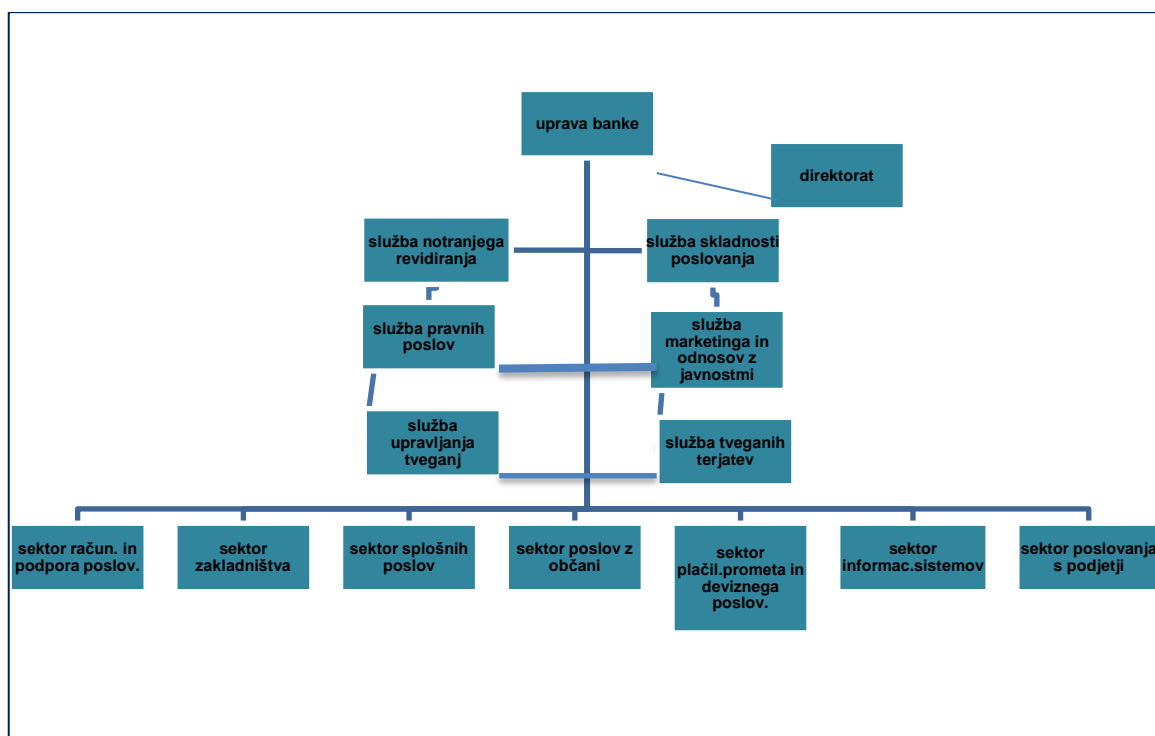 uprava banke
direktorat
služba notranjega
revidiranja
služba skladnosti
poslovanja
služba pravnih
poslov
služba
marketinga in
odnosov z
javnostmi
služba
upravljanja
tveganj
služba tveganih
terjatev
sektor račun. in
podpora poslov.
sektor
zakladništva
sektor splošnih
poslov
sektor poslov z
občani
sektor
plačil.prometa in
deviznega
poslov.
sektor
informac.sistemov
sektor poslovanja
s podjetji